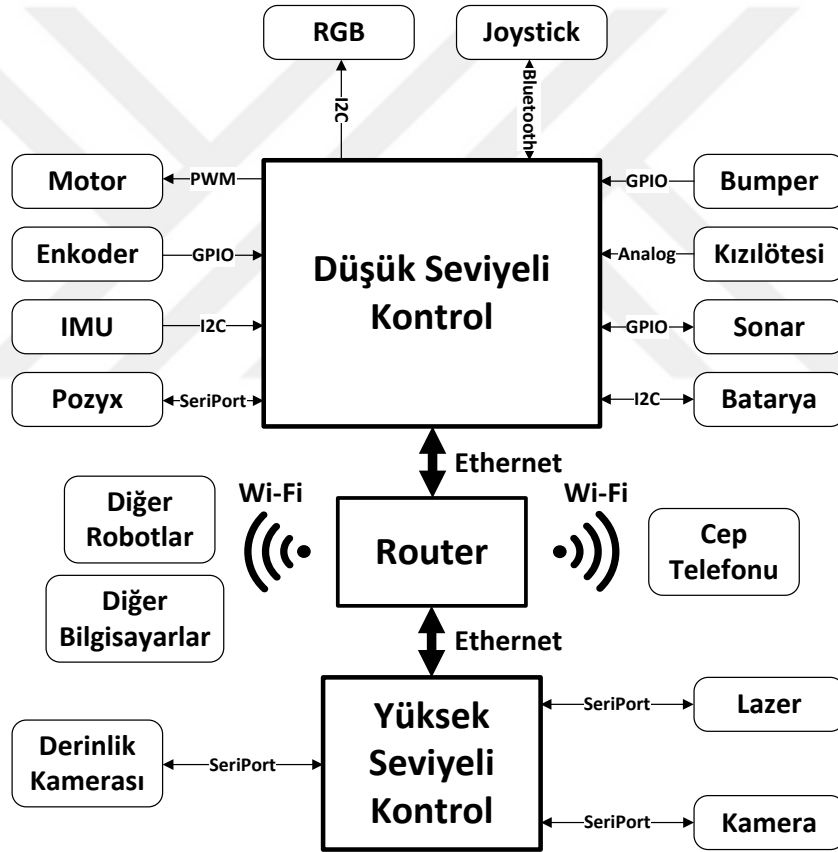 RGB
Joystick
I2C
Bluetooth
Motor
PWM
GPIO
Bumper
Enkoder
GPIO
Düşük Seviyeli
Kontrol
Analog
Kızılötesi
IMU
I2C
GPIO
Sonar
Pozyx
SeriPort
I2C
Batarya
Ethernet
Wi-Fi
Wi-Fi
Diğer
Robotlar
Router
Cep
Telefonu
Diğer
Bilgisayarlar
Ethernet
Yüksek
Seviyeli
Kontrol
SeriPort
Lazer
Derinlik
Kamerası
SeriPort
SeriPort
Kamera